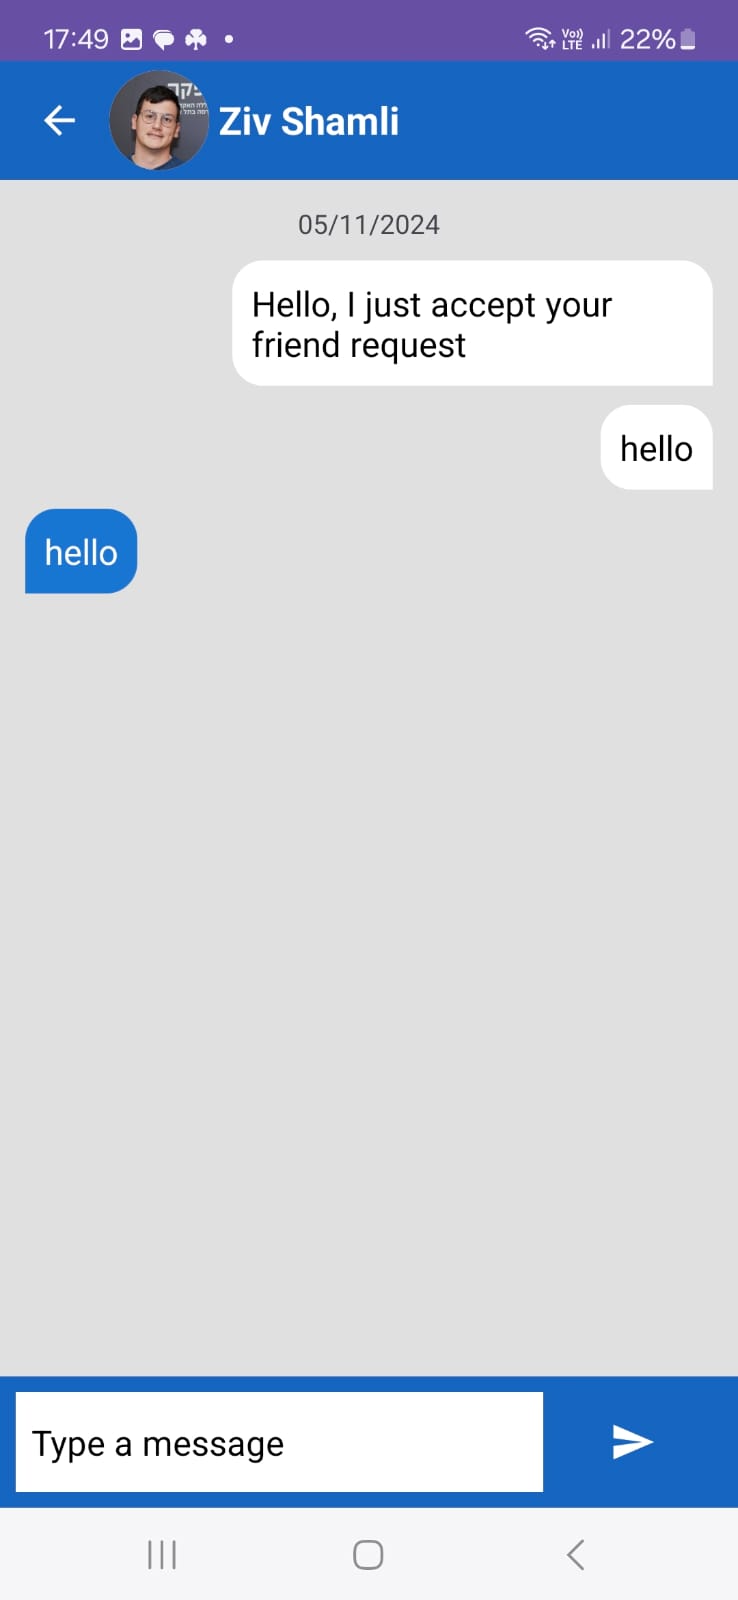 17:49
Vo))
LTE
22%
Ziv Shamli
05/11/2024
Hello, I just accept your
friend request
hello
hello
Type a message